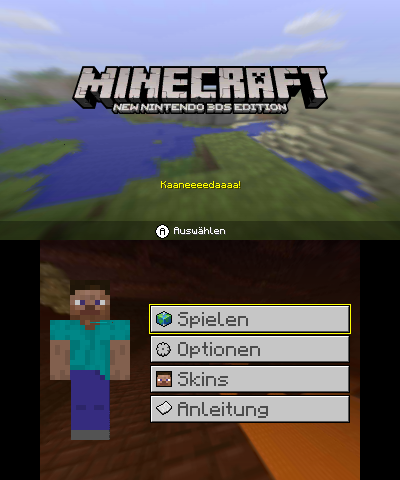 MINECRAFT
NEW NINTENDO 3DS EDITION
Kaaneeeedaaaa!
A Auswählen
Spielen
Optionen
Skins
Anleitung